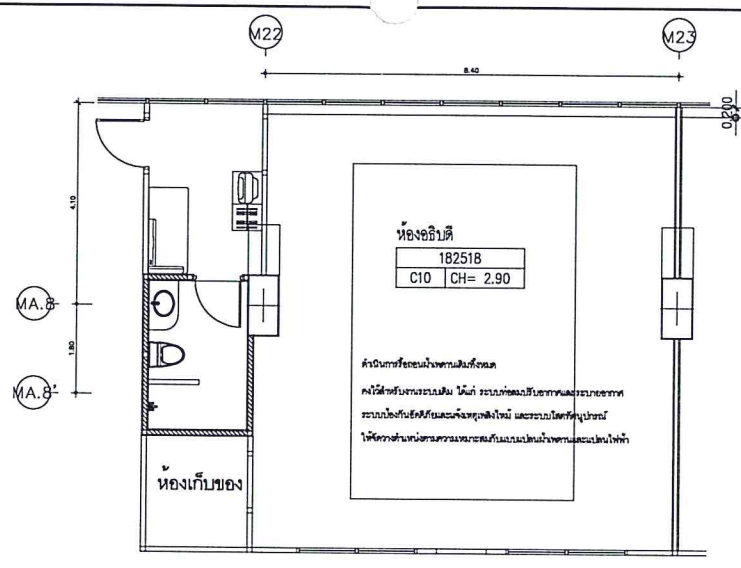 M22
M23
8.40
0.200
4.10
ห้องอธิบดี
182518
C10 CH= 2.90
MA.8
1.80
MA.8'
ดำเนินการรื้อถอนฝ้าเพดานเดิมทั้งหมด
คงไว้สำหรับงานระบบเดิม ได้แก่ ระบบท่อลมปรับอากาศและระบายอากาศ
ระบบป้องกันอัคคีภัยและแจ้งเหตุเพลิงไหม้ และระบบโสตทัศนูปกรณ์
ให้จัดวางตำแหน่งตามความเหมาะสมกับแบบแปลนฝ้าเพดานและแปลนไฟฟ้า
ห้องเก็บของ